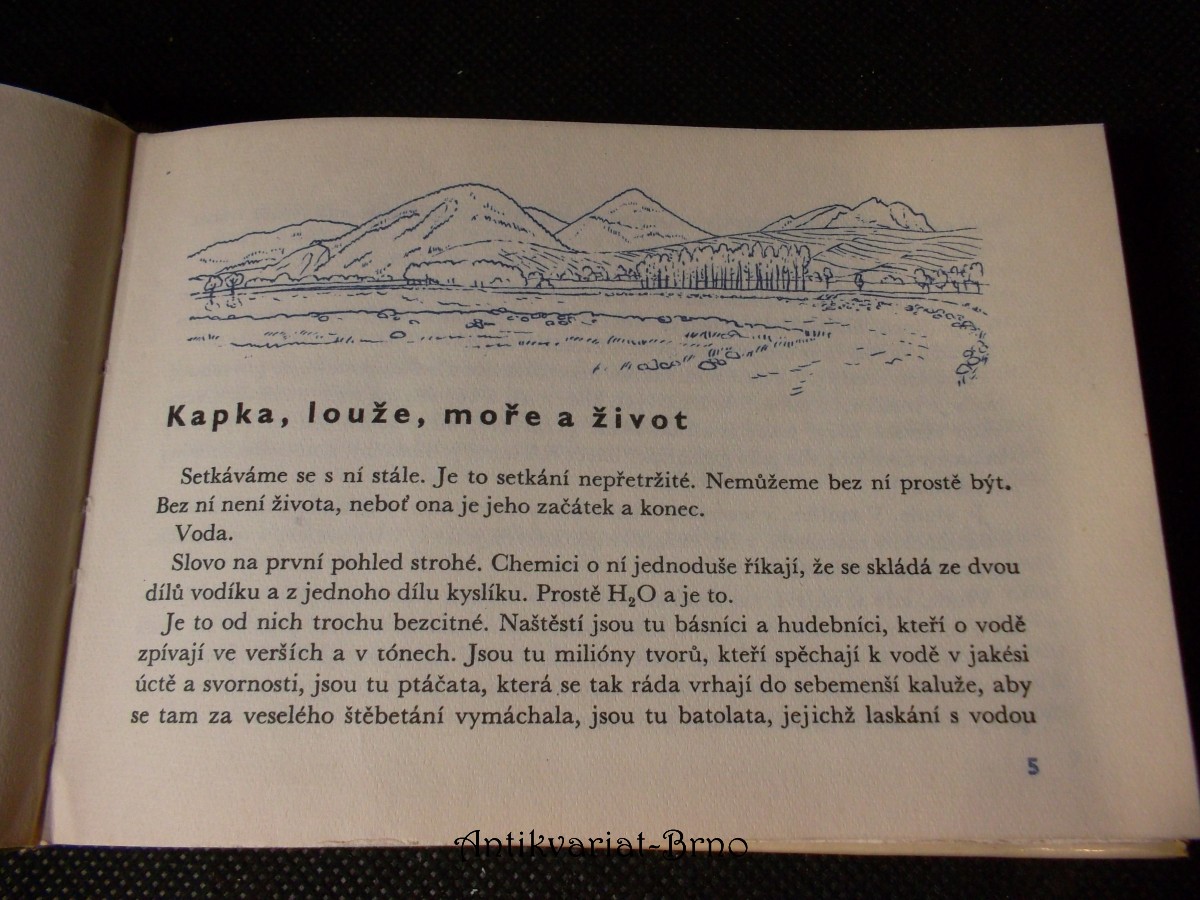 Kapka, louže, moře a život
Setkáváme se s ní stále. Je to setkání nepřetržité. Nemůžeme bez ní prostě být.
Bez ní není života, neboť ona je jeho začátek a konec.
Voda.
Slovo na první pohled strohé. Chemici o ní jednoduše říkají, že se skládá ze dvou
dílů vodíku a z jednoho dílu kyslíku. Prostě H₂O a je to.
Je to od nich trochu bezcitné. Naštěstí jsou tu básníci a hudebníci, kteří o vodě
zpívají ve verších a v tónech. Jsou tu milióny tvorů, kteří spěchají k vodě v jakési
úctě a svornosti, jsou tu ptáčata, která se tak ráda vrhají do sebemenší kaluže, aby
se tam za veselého štěbetání vymáchala, jsou tu batolata, jejichž laskání s vodou
5
Antikvariat-Brno